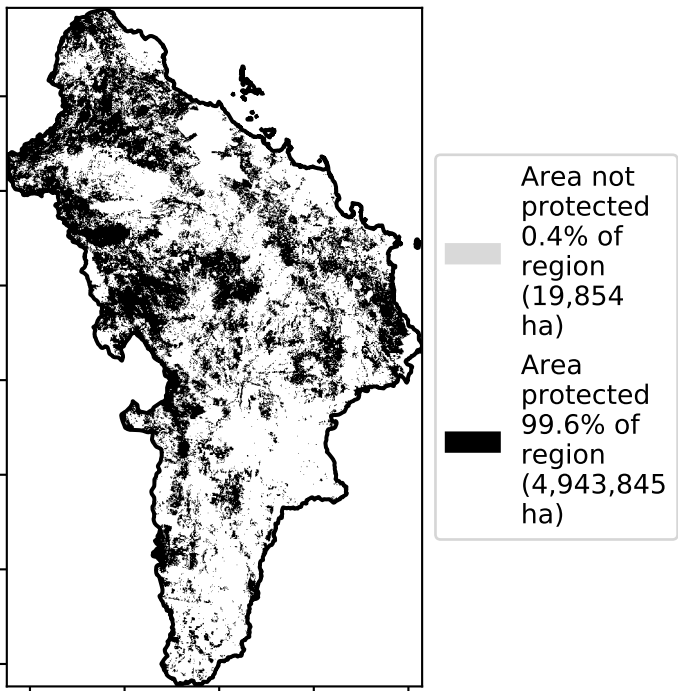 Area not
protected
0.4% of
region
(19,854
ha)
Area
protected
99.6% of
region
(4,943,845
ha)